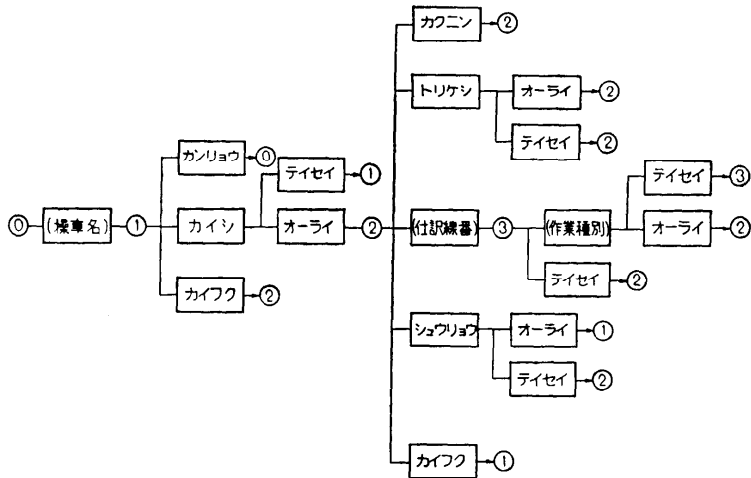 カクニン ②
トリケシ オーライ ②
テイセイ ②
カンリョウ ⓪
テイセイ ①
テイセイ ③
⓪ (操車名) ① カイシ オーライ ② (仕訳線番) ③ (作業種別) オーライ ②
カイフク ②
テイセイ ②
シュウリョウ オーライ ①
テイセイ ②
カイフク ①